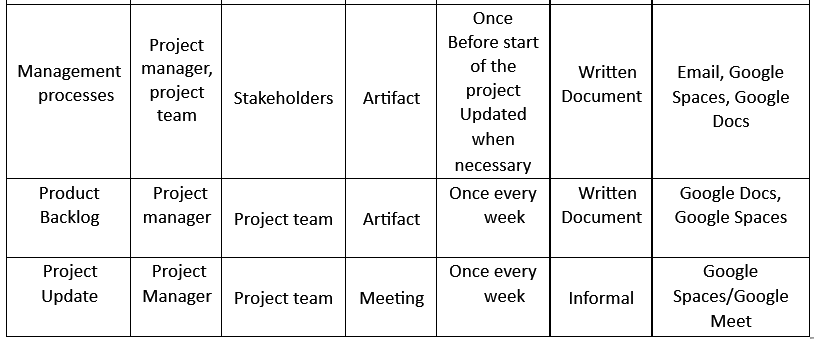 Management
processes
Project
manager,
project
team
Stakeholders
Artifact
Once
Before start
of the
project
Updated
when
necessary
Written
Document
Email, Google
Spaces, Google
Docs
Product
Backlog
Project
manager
Project team
Artifact
Once every
week
Written
Document
Google Docs,
Google Spaces
Project
Update
Project
Manager
Project team
Meeting
Once every
week
Informal
Google
Spaces/Google
Meet